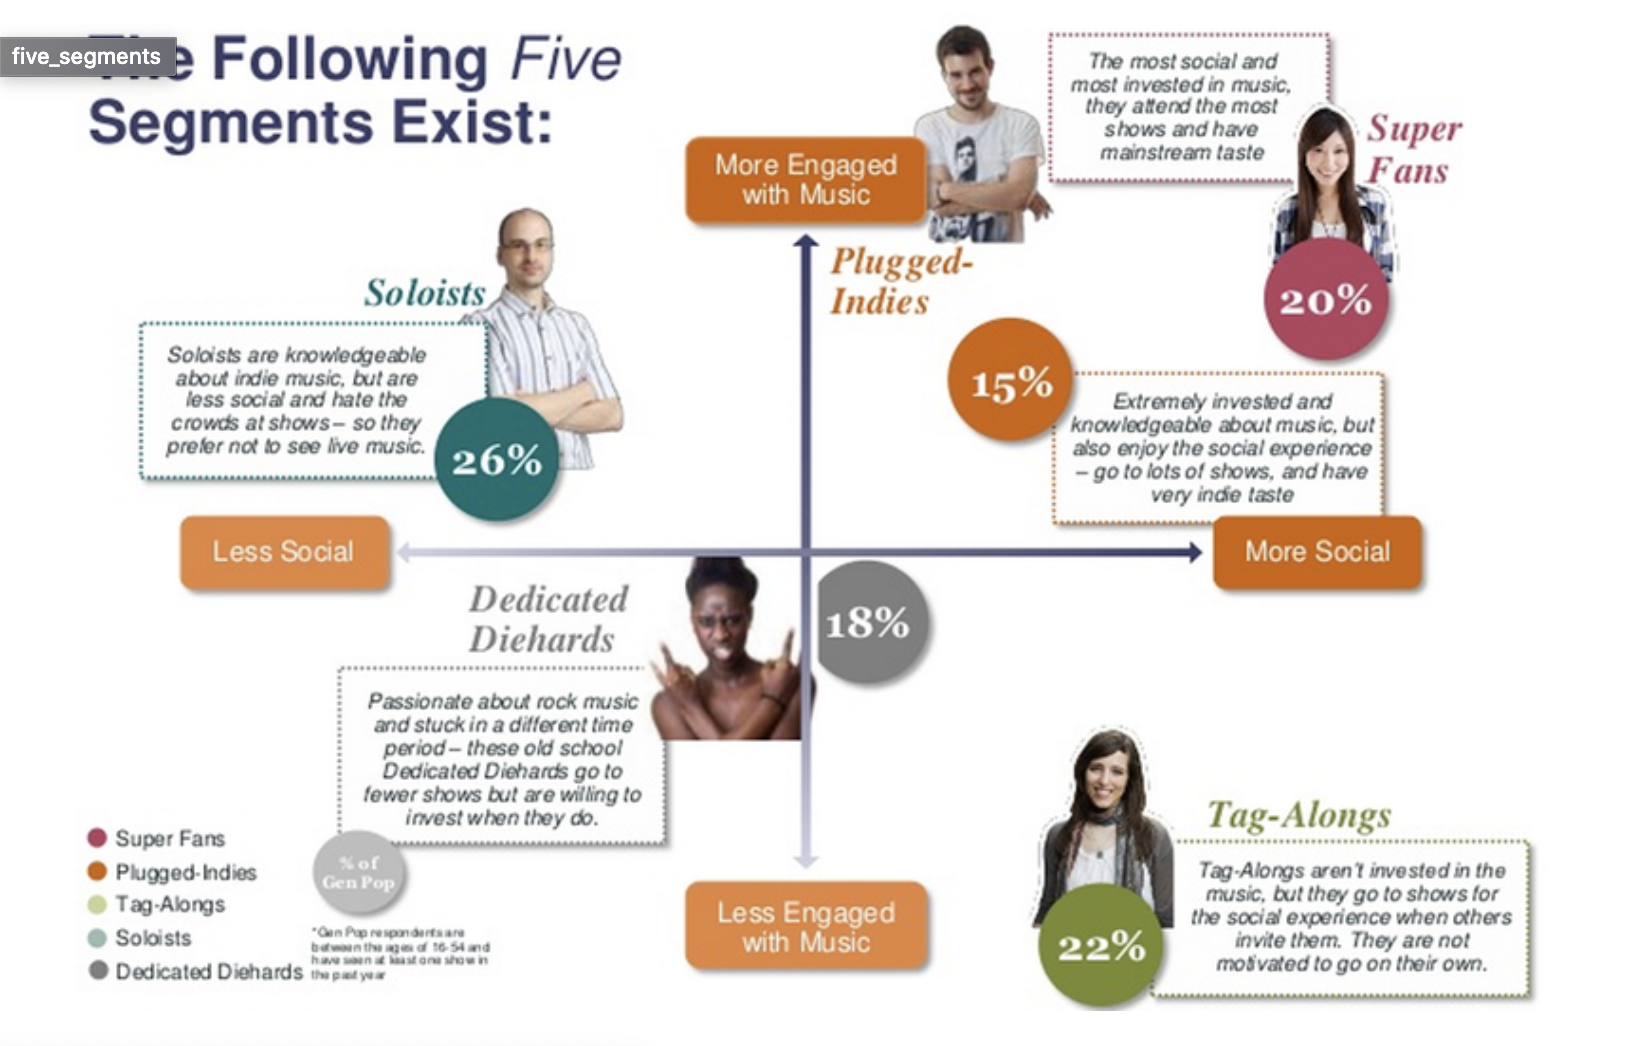 five_segments
The Following Five
Segments Exist:
More Engaged
with Music
The most social and
most invested in music,
they attend the most
shows and have
mainstream taste
Super
Fans
20%
Plugged-
Indies
15%
Extremely invested and
knowledgeable about music, but
also enjoy the social experience
– go to lots of shows, and have
very indie taste
Soloists
Soloists are knowledgeable
about indie music, but are
less social and hate the
crowds at shows – so they
prefer not to see live music.
26%
Less Social
More Social
Dedicated
Diehards
18%
Passionate about rock music
and stuck in a different time
period – these old school
Dedicated Diehards go to
fewer shows but are willing to
invest when they do.
Tag-Alongs
Tag-Alongs aren't invested in the
music, but they go to shows for
the social experience when others
invite them. They are not
motivated to go on their own.
22%
Less Engaged
with Music
Super Fans
Plugged-Indies
Tag-Alongs
Soloists
Dedicated Diehards
% of
Gen Pop
*Gen Pop respondents are
between the ages of 16-54 and
have seen at least one show in
the past year